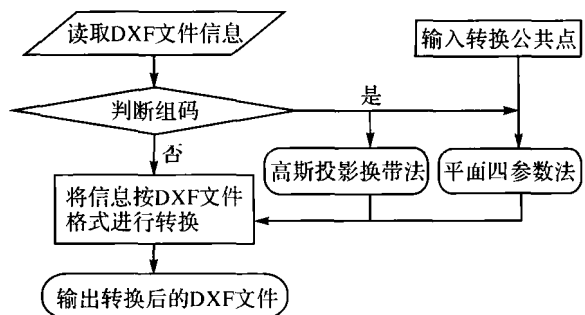 读取DXF文件信息
输入转换公共点
判断组码
是
否
高斯投影换带法
平面四参数法
将信息按DXF文件
格式进行转换
输出转换后的DXF文件